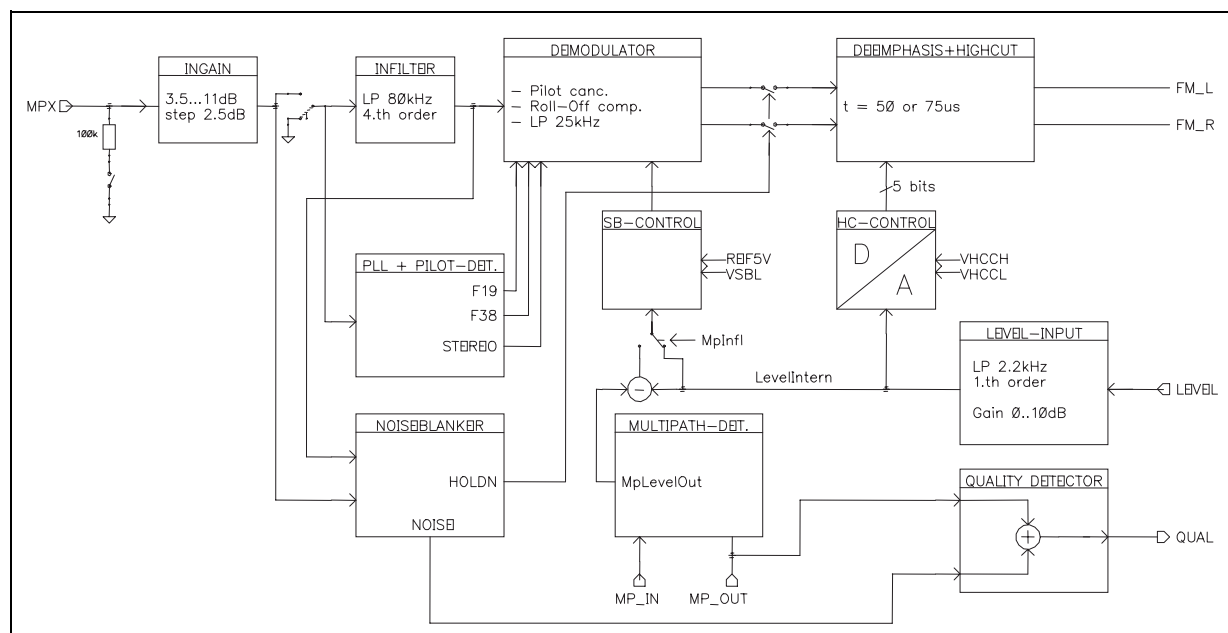 DEMODULATOR
DEEMPHASIS+HIGHCUT
INGAIN
INFILTER
MPX
3.5...11dB
step 2.5dB
LP 80kHz
4.th order
- Pilot canc.
- Roll-Off comp.
- LP 25kHz
t = 50 or 75us
FM_L
FM_R
100k
5 bits
SB-CONTROL
HC-CONTROL
D
A
REF5V
VSBL
VHCCH
VHCCL
PLL + PILOT-DET.
F19
F38
STEREO
MpInfl
LEVEL-INPUT
LP 2.2kHz
1.th order
Gain 0..10dB
LEVEL
LevelIntern
-
NOISEBLANKER
HOLDN
NOISE
MULTIPATH-DET.
MpLevelOut
MP_IN
MP_OUT
QUALITY DETECTOR
+
QUAL